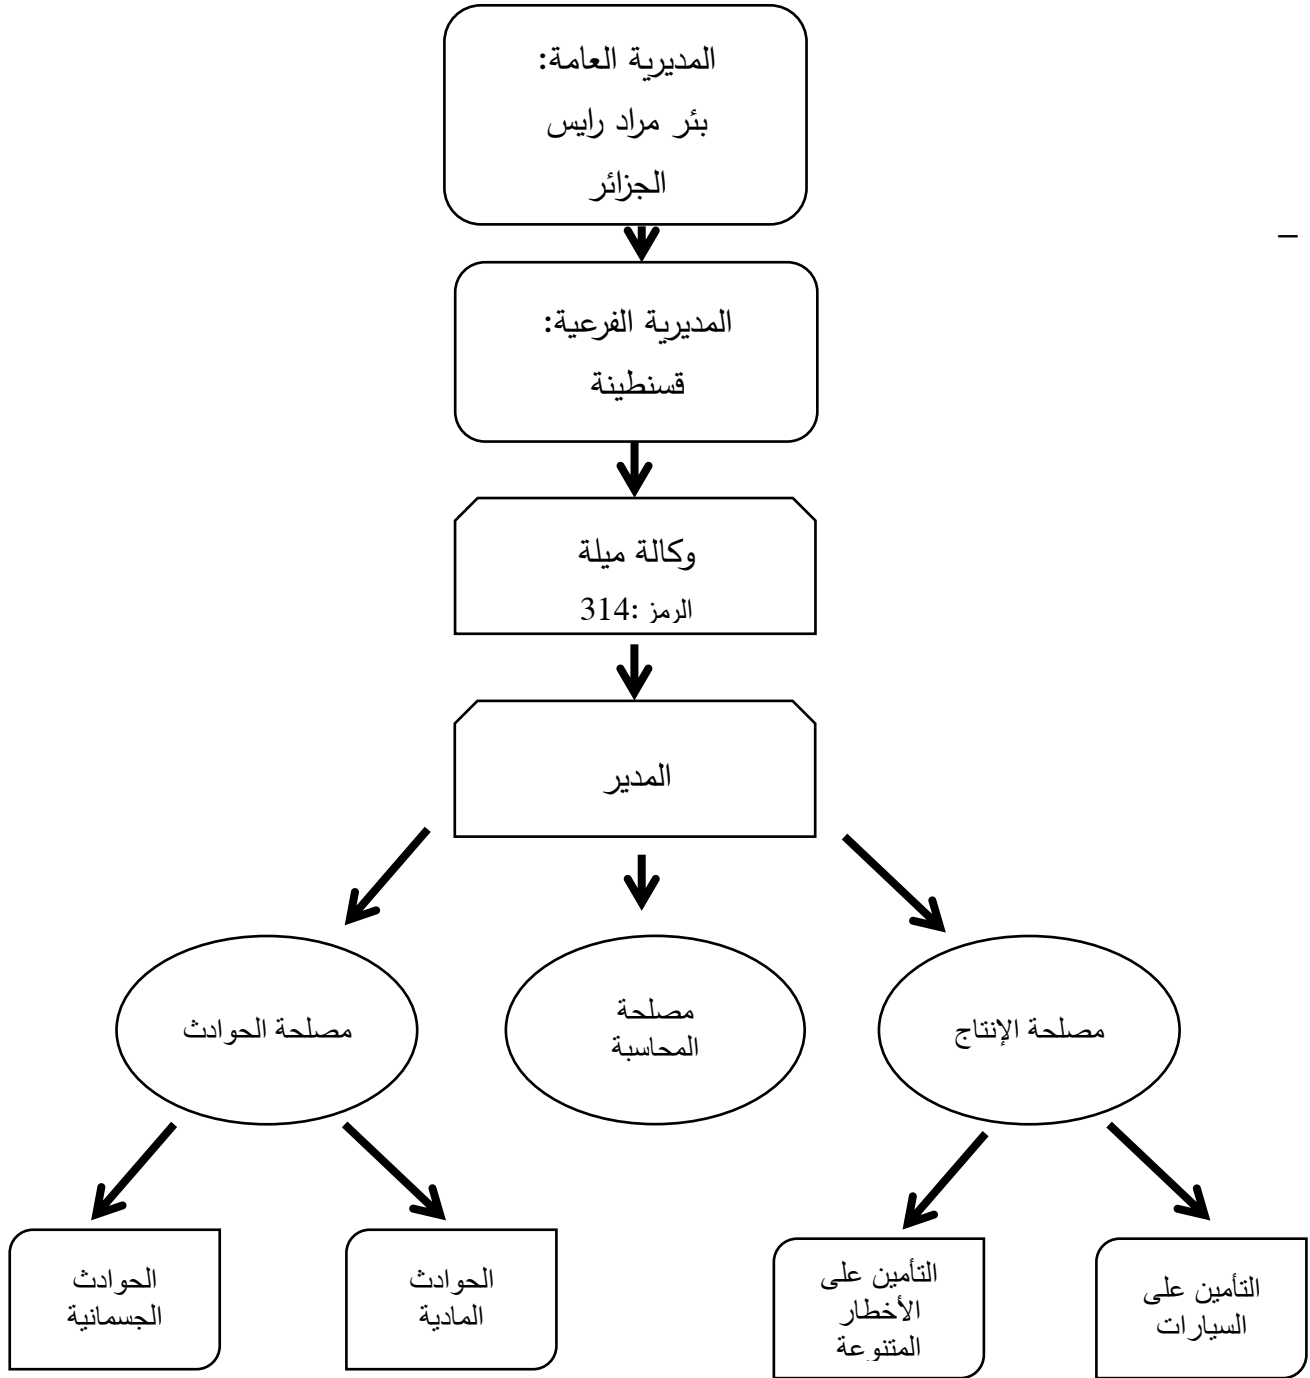 المديرية العامة:
بئر مراد رايس
الجزائر
–
المديرية الفرعية:
قسنطينة
وكالة ميلة
الرمز :314
المدير
مصلحة الإنتاج
مصلحة
المحاسبة
مصلحة الحوادث
التأمين على
السيارات
التأمين على
الأخطار
المتنوعة
الحوادث
المادية
الحوادث
الجسمانية